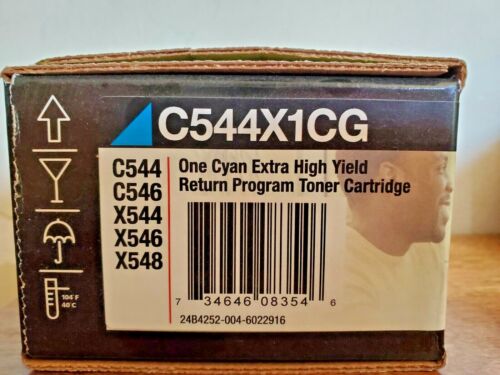 C544X1CG
C544
C546
X544
X546
X548
One Cyan Extra High Yield
Return Program Toner Cartridge
7 34646 08354 6
24B4252-004-6022916
104°F
40°C